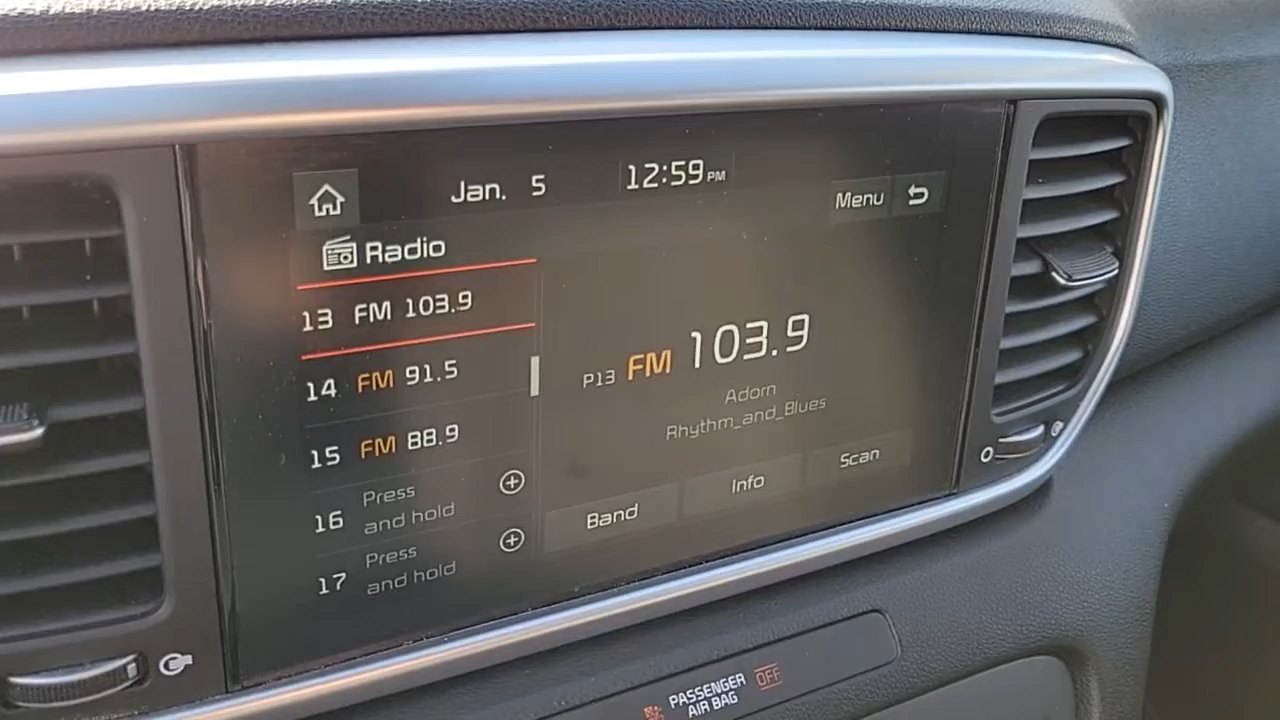 Jan. 5
12:59 PM
Menu
Radio
13 FM 103.9
14 FM 91.5
15 FM 88.9
16 Press
and hold
17 Press
and hold
P13 FM 103.9
Adorn
Rhythm_and_Blues
Band
Info
Scan
PASSENGER
AIR BAG
OFF